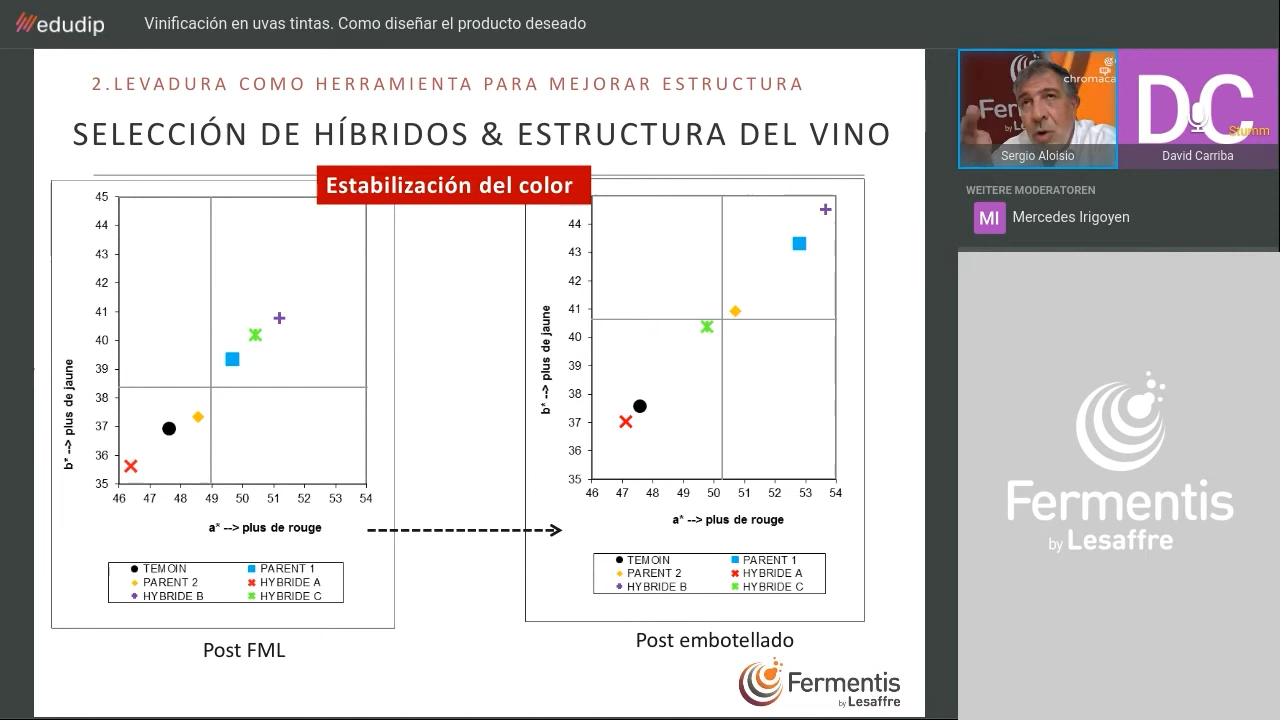 edudip
Vinificación en uvas tintas. Como diseñar el producto deseado
2.LEVADURA COMO HERRAMIENTA PARA MEJORAR ESTRUCTURA
SELECCIÓN DE HÍBRIDOS & ESTRUCTURA DEL VINO
Estabilización del color
45
44
43
42
41
40
39
38
37
36
35
46 47 48 49 50 51 52 53 54
b* --> plus de jaune
a* --> plus de rouge
TEMOIN PARENT 1
PARENT 2 HYBRIDE A
HYBRIDE B HYBRIDE C
Post FML
44
43
42
41
40
39
38
37
36
35
46 47 48 49 50 51 52 53 54
b* --> plus de jaune
a* --> plus de rouge
TEMOIN PARENT 1
PARENT 2 HYBRIDE A
HYBRIDE B HYBRIDE C
Post embotellado
Fermentis
by Lesaffre
chromaca
Sergio Aloisio
DC
Stumm
David Carriba
WEITERE MODERATOREN
MI
Mercedes Irigoyen
Fermentis
by Lesaffre